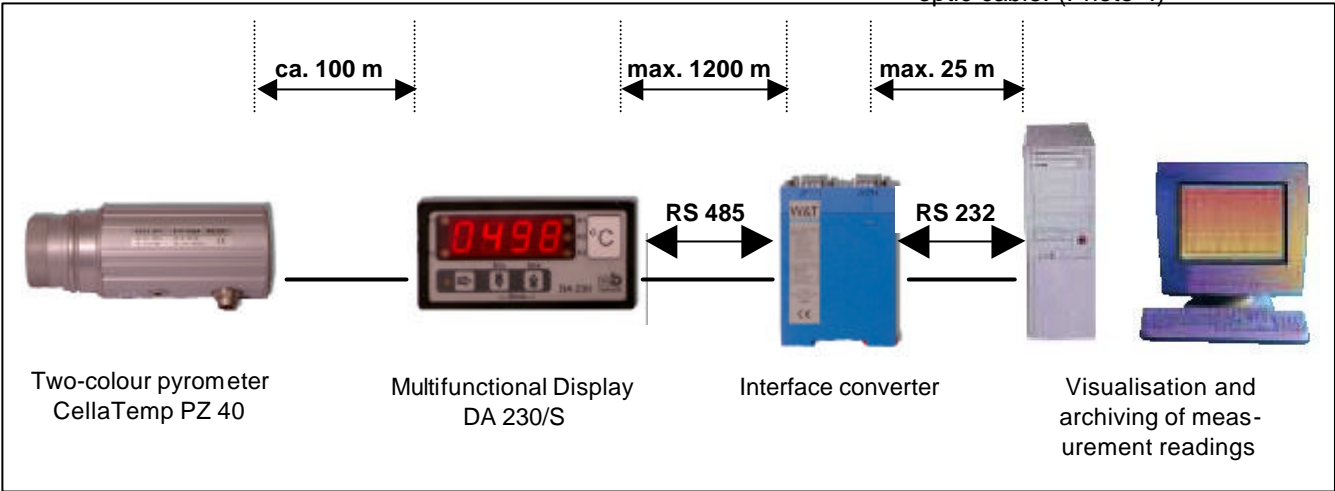 ca. 100 m
max. 1200 m
max. 25 m
RS 485
RS 232
0498
°C
DA 230
W&T
CE
Two-colour pyrometer
CellaTemp PZ 40
Multifunctional Display
DA 230/S
Interface converter
Visualisation and
archiving of meas-
urement readings